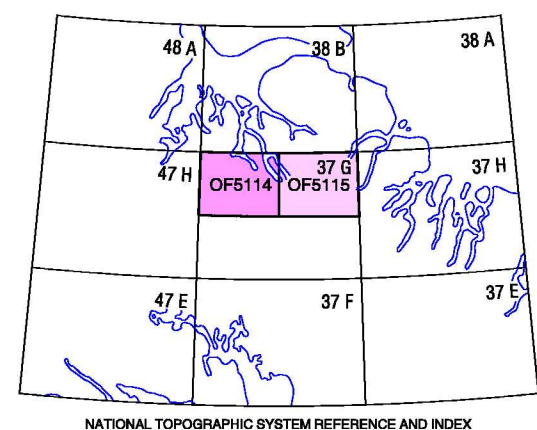 48 A
38 B
38 A
47 H
37 G
37 H
OF5114
OF5115
47 E
37 F
37 E
NATIONAL TOPOGRAPHIC SYSTEM REFERENCE AND INDEX